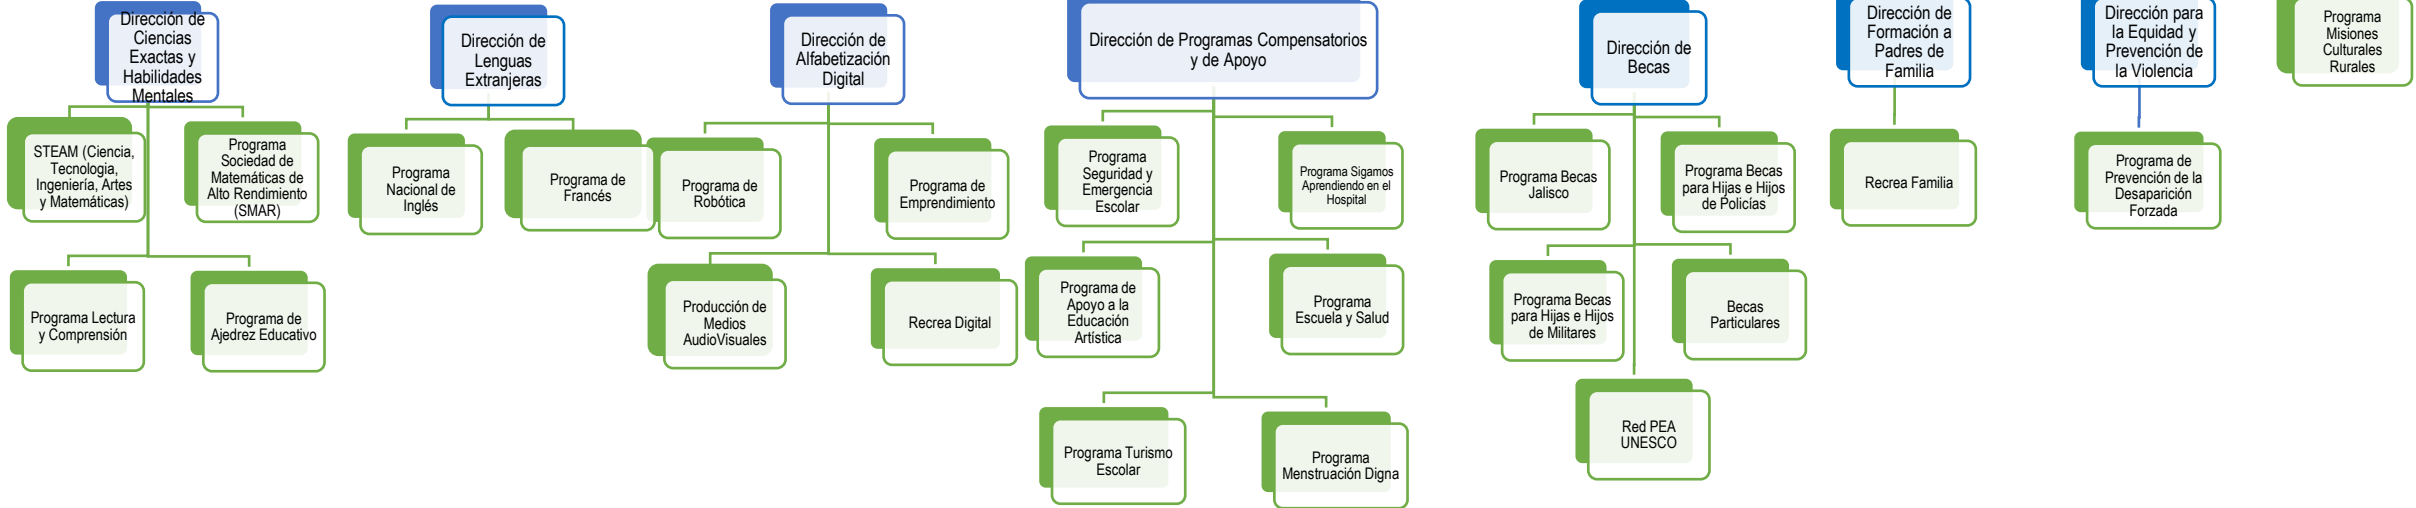 Dirección de
Ciencias
Exactas y
Habilidades
Mentales
Dirección de
Lenguas
Extranjeras
Dirección de
Alfabetización
Digital
Dirección de Programas Compensatorios
y de Apoyo
Dirección de
Becas
Dirección de
Formación a
Padres de
Familia
Dirección para
la Equidad y
Prevención de
la Violencia
Programa
Misiones
Culturales
Rurales
STEAM (Ciencia,
Tecnologia,
Ingeniería, Artes
y Matemáticas)
Programa
Sociedad de
Matemáticas de
Alto Rendimiento
(SMAR)
Programa
Nacional de
Inglés
Programa de
Francés
Programa de
Robótica
Programa de
Emprendimiento
Programa
Seguridad y
Emergencia
Escolar
Programa Sigamos
Aprendiendo en el
Hospital
Programa Becas
Jalisco
Programa Becas
para Hijas e Hijos
de Policías
Recrea Familia
Programa de
Prevención de la
Desaparición
Forzada
Programa Lectura
y Comprensión
Programa de
Ajedrez Educativo
Producción de
Medios
AudioVisuales
Recrea Digital
Programa de
Apoyo a la
Educación
Artística
Programa
Escuela y Salud
Programa Becas
para Hijas e Hijos
de Militares
Becas
Particulares
Programa Turismo
Escolar
Programa
Menstruación Digna
Red PEA
UNESCO